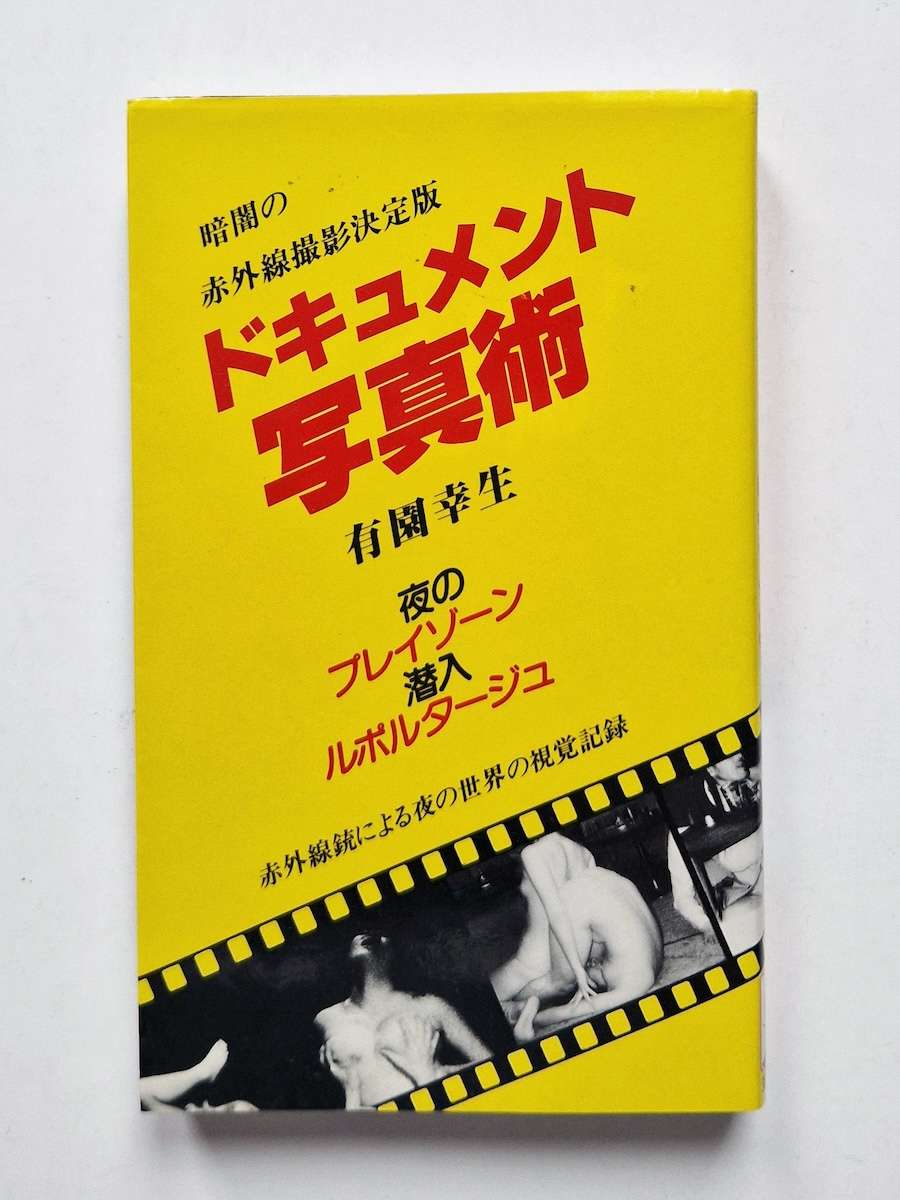 暗闇の
赤外線撮影決定版
ドキュメント
写真術
有園幸生
夜の
プレイゾーン
潜入
ルポルタージュ
赤外線銃による夜の世界の視覚記録